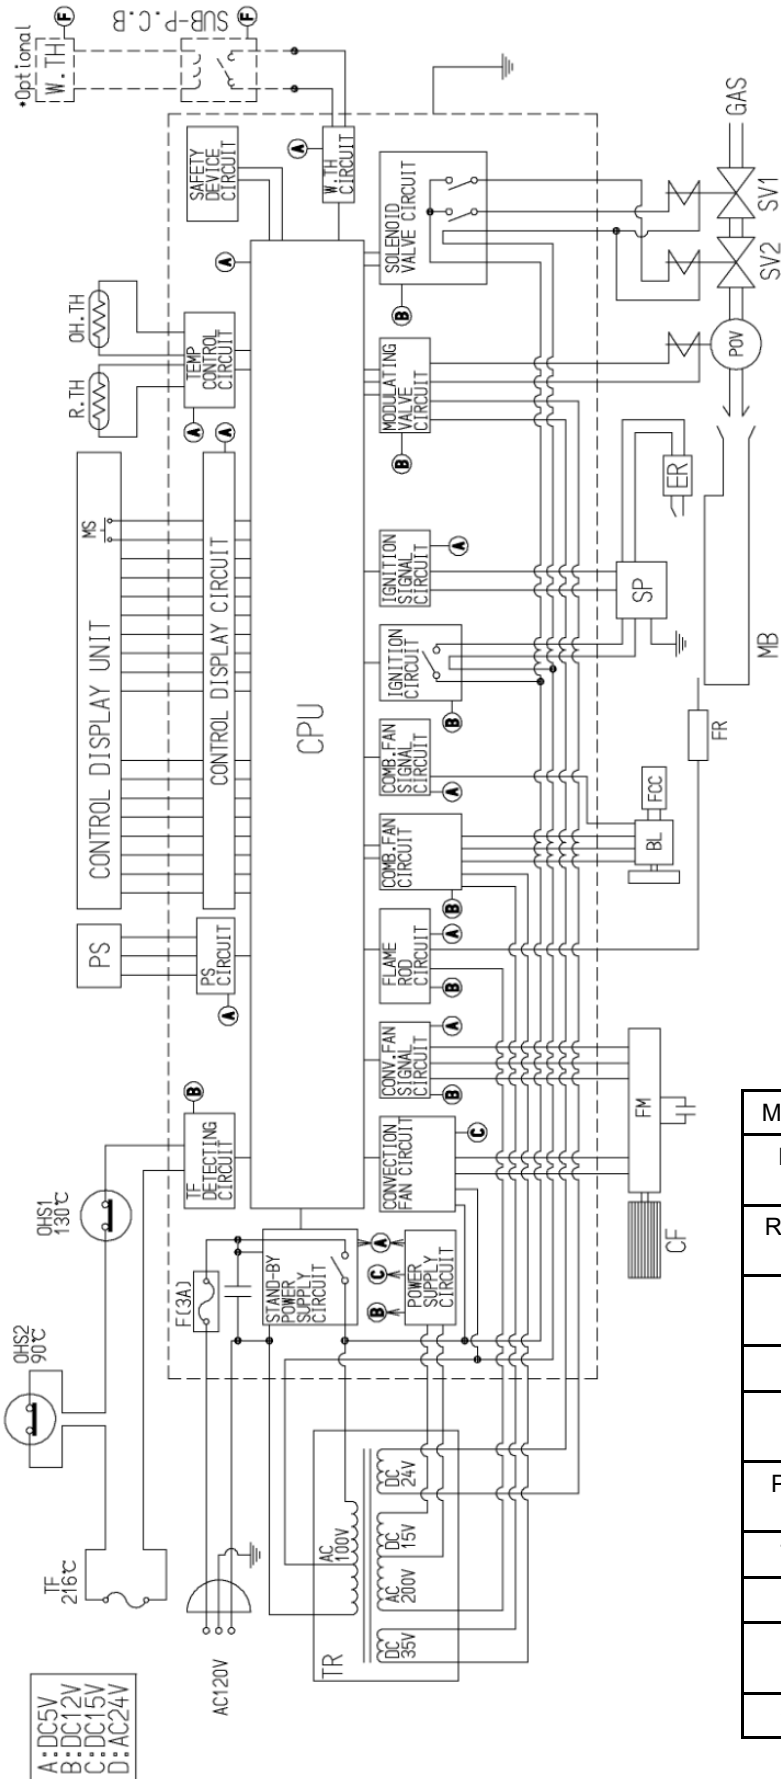 *Optional
W.TH
F
SUB-P.C.B
F
SAFETY
DEVICE
CIRCUIT
A
W.TH
CIRCUIT
OH.TH
R.TH
TEMP
CONTROL
CIRCUIT
A
A
A
SOLENOID
VALVE CIRCUIT
B
GAS
SV1
SV2
POV
MODULATING
VALVE
CIRCUIT
B
MS
CONTROL DISPLAY UNIT
CONTROL DISPLAY CIRCUIT
CPU
IGNITION
SIGNAL
CIRCUIT
A
IGNITION
CIRCUIT
B
ER
SP
MB
COMB.FAN
SIGNAL
CIRCUIT
A
COMB.FAN
CIRCUIT
B
FCC
BL
FR
PS
PS
CIRCUIT
A
FLAME
ROD
CIRCUIT
A
B
CONV.FAN
SIGNAL
CIRCUIT
A
B
CONVECTION
FAN CIRCUIT
C
FM
CF
OHS1
130℃
OHS2
90℃
TF
DETECTING
CIRCUIT
B
F(3A)
STAND-BY
POWER
SUPPLY
CIRCUIT
A
C
B
POWER
SUPPLY
CIRCUIT
TF
216℃
AC120V
TR
AC
100V
DC
24V
DC
15V
AC
200V
DC
35V
A:DC5V
B:DC12V
C:DC15V
D:AC24V